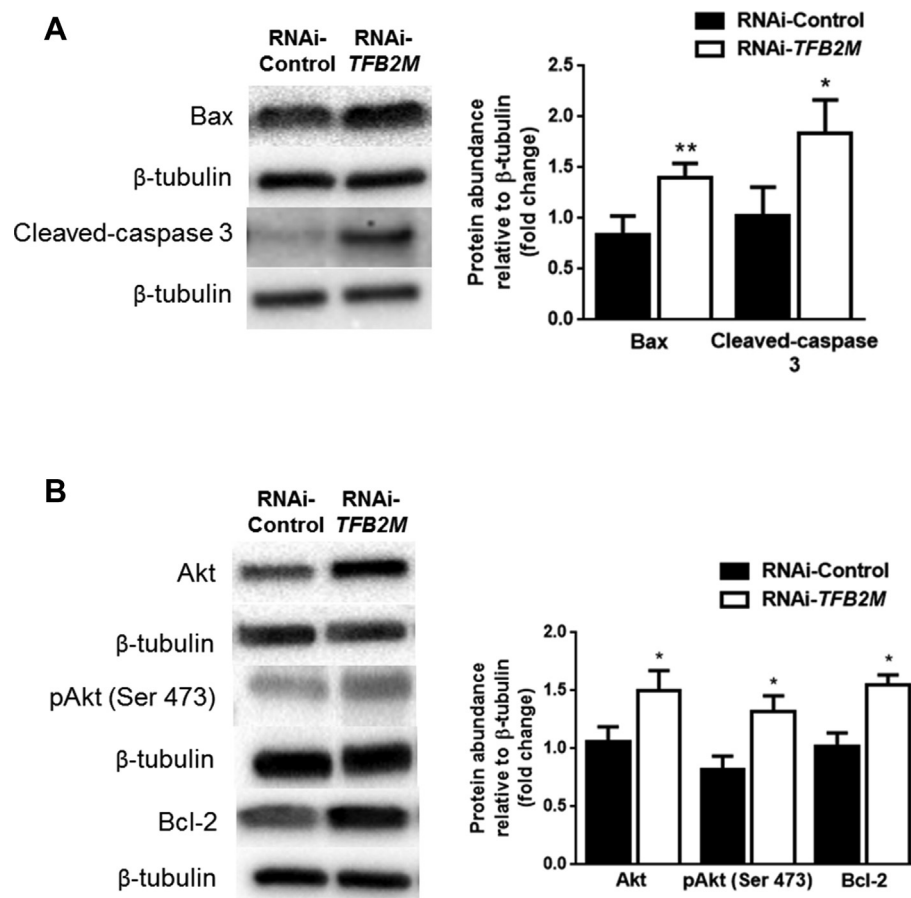 A
RNAi-
Control
RNAi-
TFB2M
Bax
β-tubulin
Cleaved-caspase 3
β-tubulin
RNAi-Control
RNAi-TFB2M
Protein abundance
relative to β-tubulin
(fold change)
2.5
2.0
1.5
1.0
0.5
0.0
**
*
Bax
Cleaved-caspase
3
B
RNAi-
Control
RNAi-
TFB2M
Akt
β-tubulin
pAkt (Ser 473)
β-tubulin
Bcl-2
β-tubulin
RNAi-Control
RNAi-TFB2M
Protein abundance
relative to β-tubulin
(fold change)
2.0
1.5
1.0
0.5
0.0
*
*
*
Akt
pAkt (Ser 473)
Bcl-2